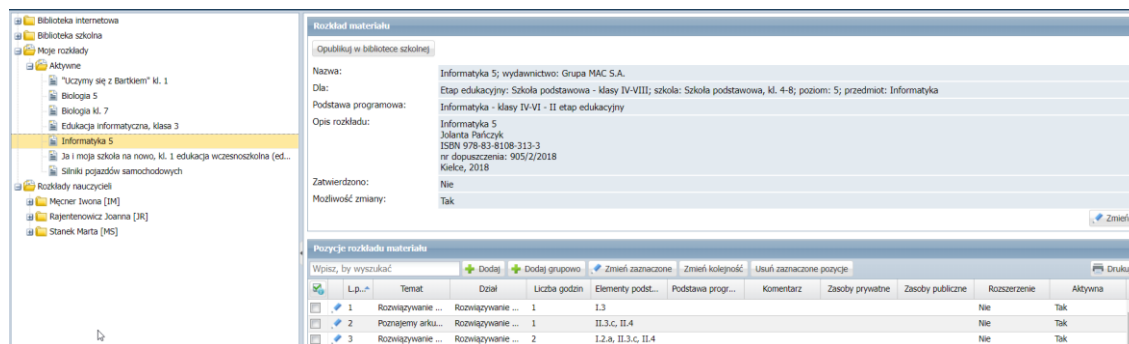 Biblioteka internetowa
Biblioteka szkolna
Moje rozkłady
Aktywne
"Uczymy się z Bartkiem" kl. 1
Biologia 5
Biologia kl. 7
Edukacja informatyczna, klasa 3
Informatyka 5
Ja i moja szkoła na nowo, kl. 1 edukacja wczesnoszkolna (ed...
Silniki pojazdów samochodowych
Rozkłady nauczycieli
Męcner Iwona [IM]
Rajentenowicz Joanna [JR]
Stanek Marta [MS]
Rozkład materiału
Opublikuj w bibliotece szkolnej
Nazwa: Informatyka 5; wydawnictwo: Grupa MAC S.A.
Dla: Etap edukacyjny: Szkoła podstawowa - klasy IV-VIII; szkoła: Szkoła podstawowa, kl. 4-8; poziom: 5; przedmiot: Informatyka
Podstawa programowa: Informatyka - klasy IV-VI - II etap edukacyjny
Opis rozkładu: Informatyka 5
Jolanta Pańczyk
ISBN 978-83-8108-313-3
nr dopuszczenia: 905/2/2018
Kielce, 2018
Zatwierdzono: Nie
Możliwość zmiany: Tak
Zmień
Pozycje rozkładu materiału
Wpisz, by wyszukać Dodaj Dodaj grupowo Zmień zaznaczone Zmień kolejność Usuń zaznaczone pozycje Druku
L.p... Temat Dział Liczba godzin Elementy podst... Podstawa progr... Komentarz Zasoby prywatne Zasoby publiczne Rozszerzenie Aktywna
1 Rozwiązywanie ... Rozwiązywanie ... 1 I.3 Nie Tak
2 Poznajemy arku... Rozwiązywanie ... 1 II.3.c, II.4 Nie Tak
3 Rozwiązywanie ... Rozwiązywanie ... 2 I.2.a, II.3.c, II.4 Nie Tak